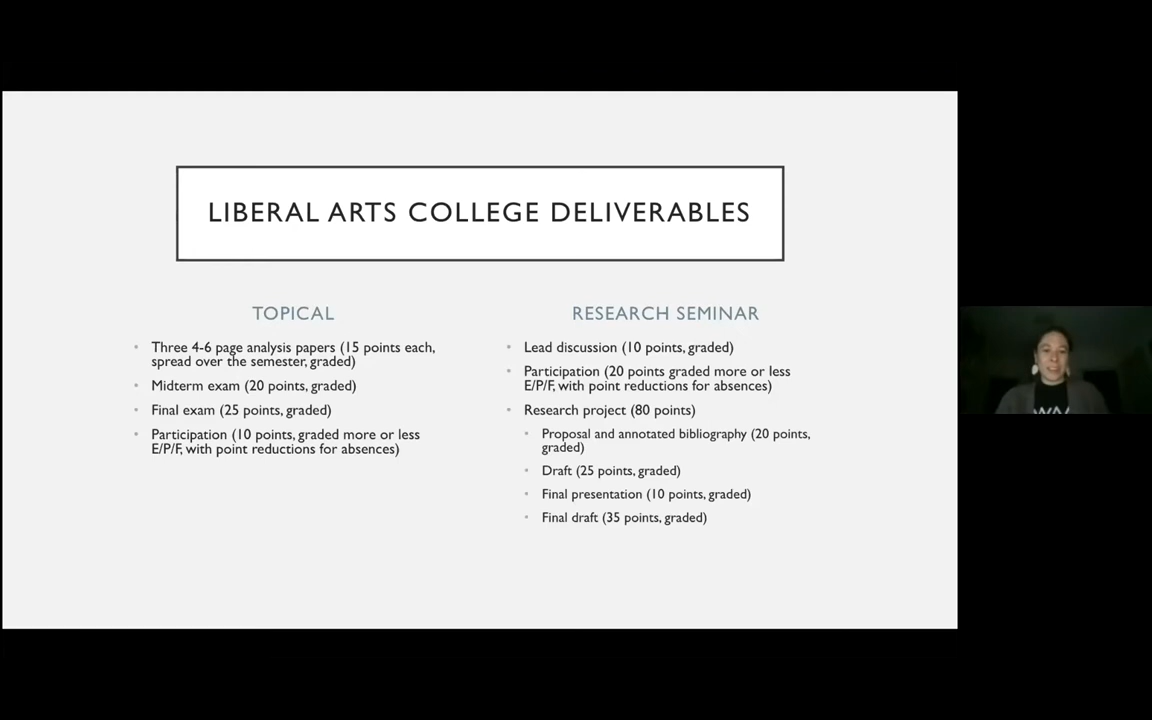 LIBERAL ARTS COLLEGE DELIVERABLES
TOPICAL
• Three 4-6 page analysis papers (15 points each,
spread over the semester, graded)
• Midterm exam (20 points, graded)
• Final exam (25 points, graded)
• Participation (10 points, graded more or less
E/P/F, with point reductions for absences)
RESEARCH SEMINAR
• Lead discussion (10 points, graded)
• Participation (20 points graded more or less
E/P/F, with point reductions for absences)
• Research project (80 points)
• Proposal and annotated bibliography (20 points,
graded)
• Draft (25 points, graded)
• Final presentation (10 points, graded)
• Final draft (35 points, graded)